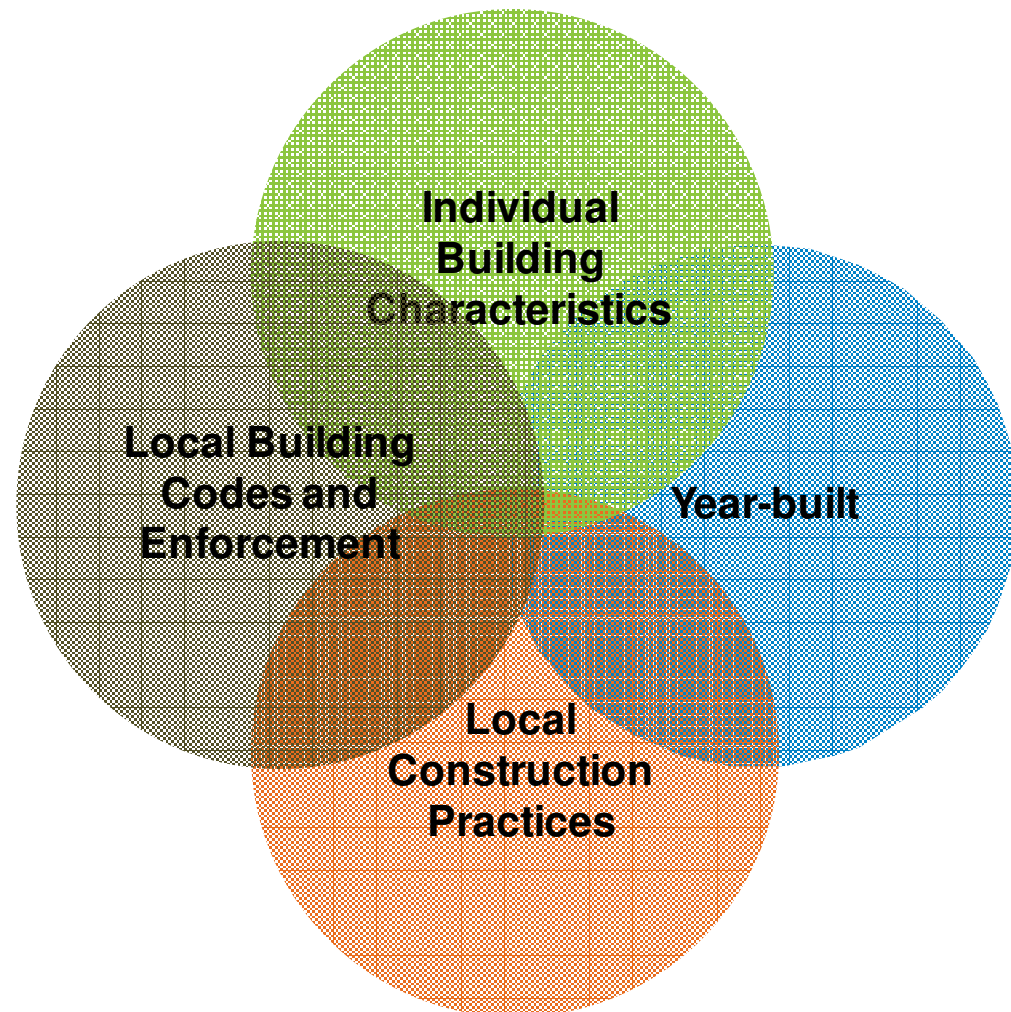 Individual
Building
Characteristics
Local Building
Codes and
Enforcement
Year-built
Local
Construction
Practices